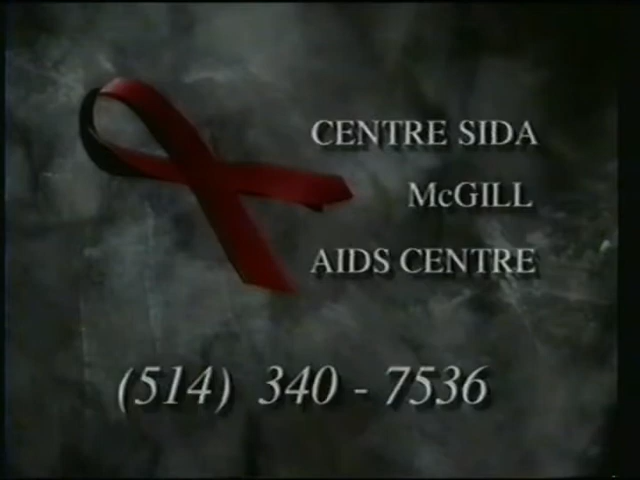 CENTRE SIDA
McGILL
AIDS CENTRE
(514) 340 - 7536